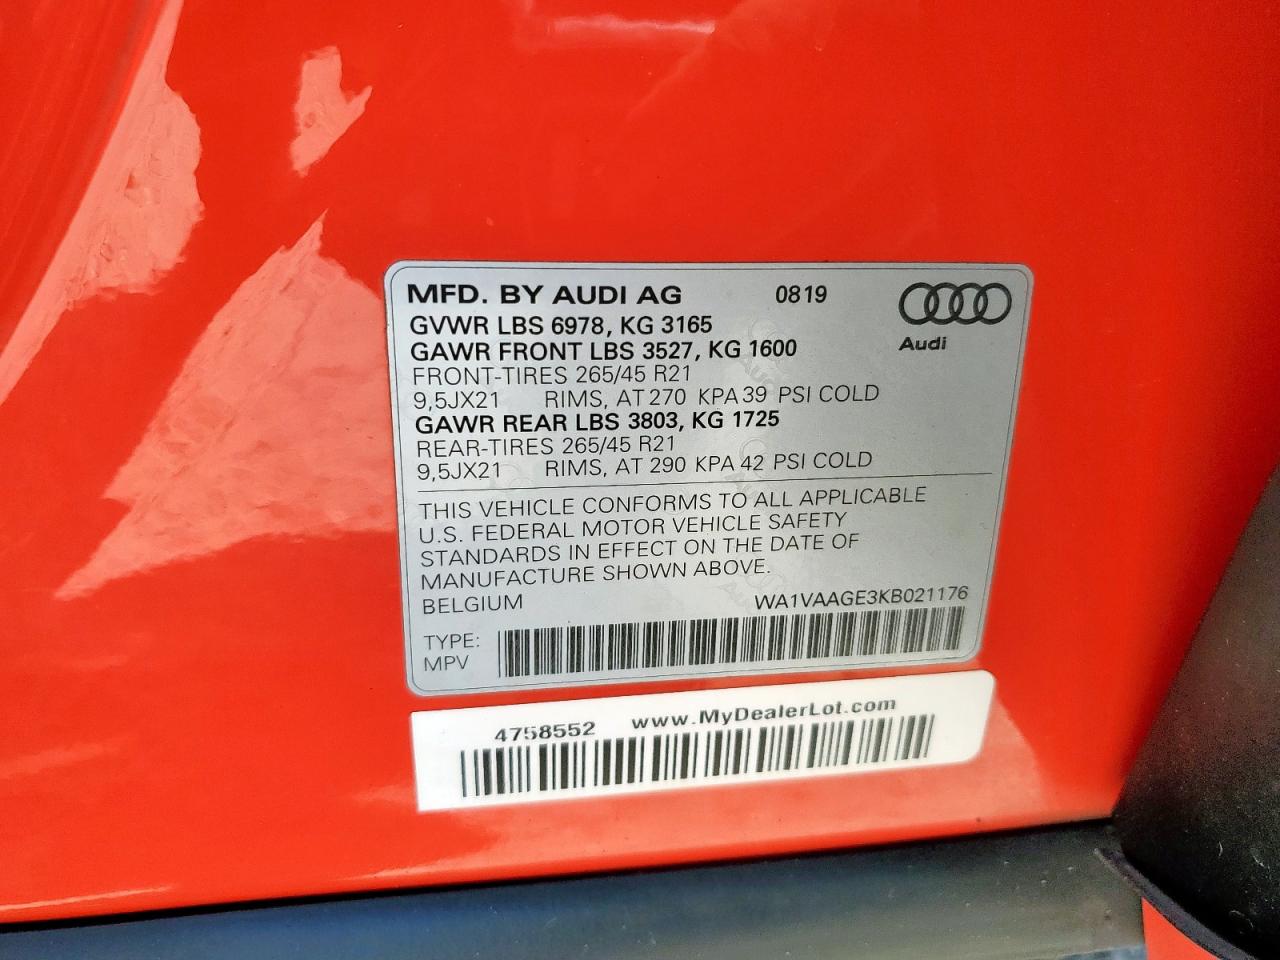 MFD. BY AUDI AG 0819
GVWR LBS 6978, KG 3165
GAWR FRONT LBS 3527, KG 1600
Audi
FRONT-TIRES 265/45 R21
9,5JX21 RIMS, AT 270 KPA 39 PSI COLD
GAWR REAR LBS 3803, KG 1725
REAR-TIRES 265/45 R21
9,5JX21 RIMS, AT 290 KPA 42 PSI COLD
THIS VEHICLE CONFORMS TO ALL APPLICABLE
U.S. FEDERAL MOTOR VEHICLE SAFETY
STANDARDS IN EFFECT ON THE DATE OF
MANUFACTURE SHOWN ABOVE.
BELGIUM WA1VAAGE3KB021176
TYPE:
MPV
4758552 www.MyDealerLot.com